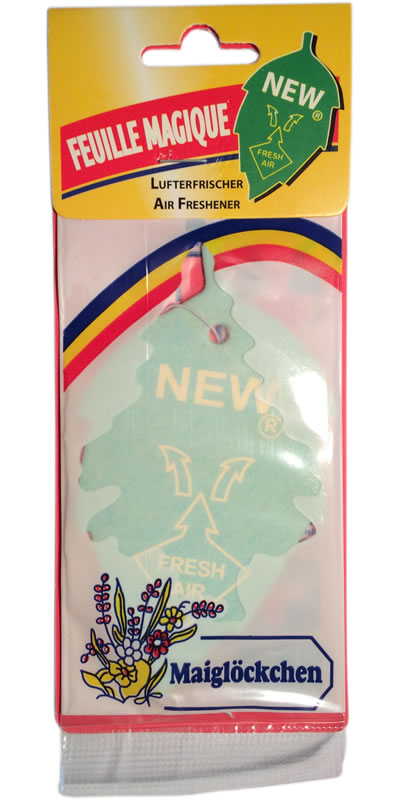 NEW
®
FRESH
AIR
FEUILLE MAGIQUE
LUFTERFRISCHER
AIR FRESHENER
NEW
®
FRESH
AIR
Maiglöckchen